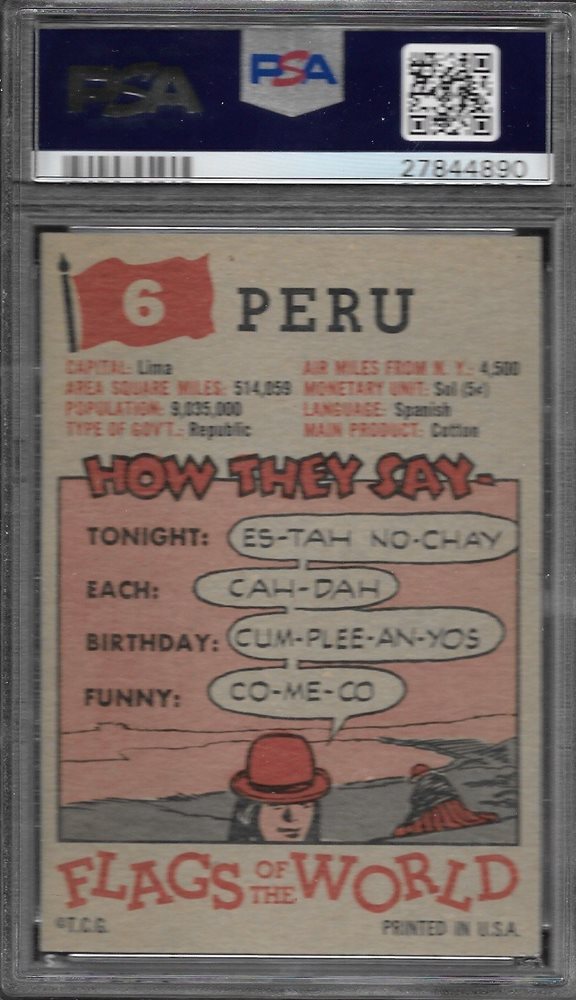 PSA PSA
27844890
6 PERU
CAPITAL: Lima AIR MILES FROM N. Y.: 4,500
AREA SQUARE MILES: 514,059 MONETARY UNIT: Sol (5¢)
POPULATION: 9,035,000 LANGUAGE: Spanish
TYPE OF GOV'T.: Republic MAIN PRODUCT: Cotton
HOW THEY SAY-
TONIGHT: ES-TAH NO-CHAY
EACH: CAH-DAH
BIRTHDAY: CUM-PLEE-AN-YOS
FUNNY: CO-ME-CO
FLAGS OF THE WORLD
©T.C.G. PRINTED IN U.S.A.